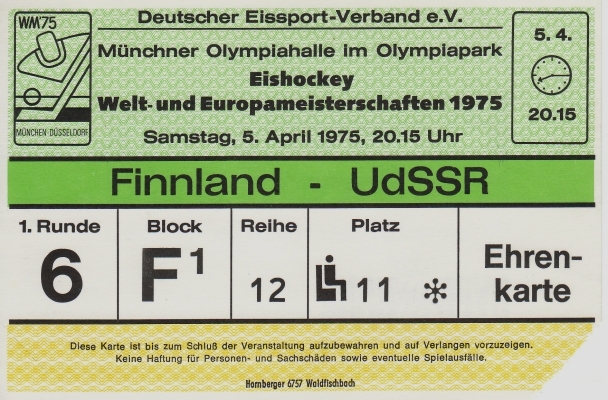 WM'75
MÜNCHEN·DÜSSELDORF
Deutscher Eissport-Verband e.V.
Münchner Olympiahalle im Olympiapark
Eishockey
Welt- und Europameisterschaften 1975
Samstag, 5. April 1975, 20.15 Uhr
5. 4.
20.15
Finnland - UdSSR
1. Runde
6
Block
F1
Reihe
12
Platz
11 *
Ehren-
karte
Diese Karte ist bis zum Schluß der Veranstaltung aufzubewahren und auf Verlangen vorzuzeigen.
Keine Haftung für Personen- und Sachschäden sowie eventuelle Spielausfälle.
Homberger 6757 Waldfischbach